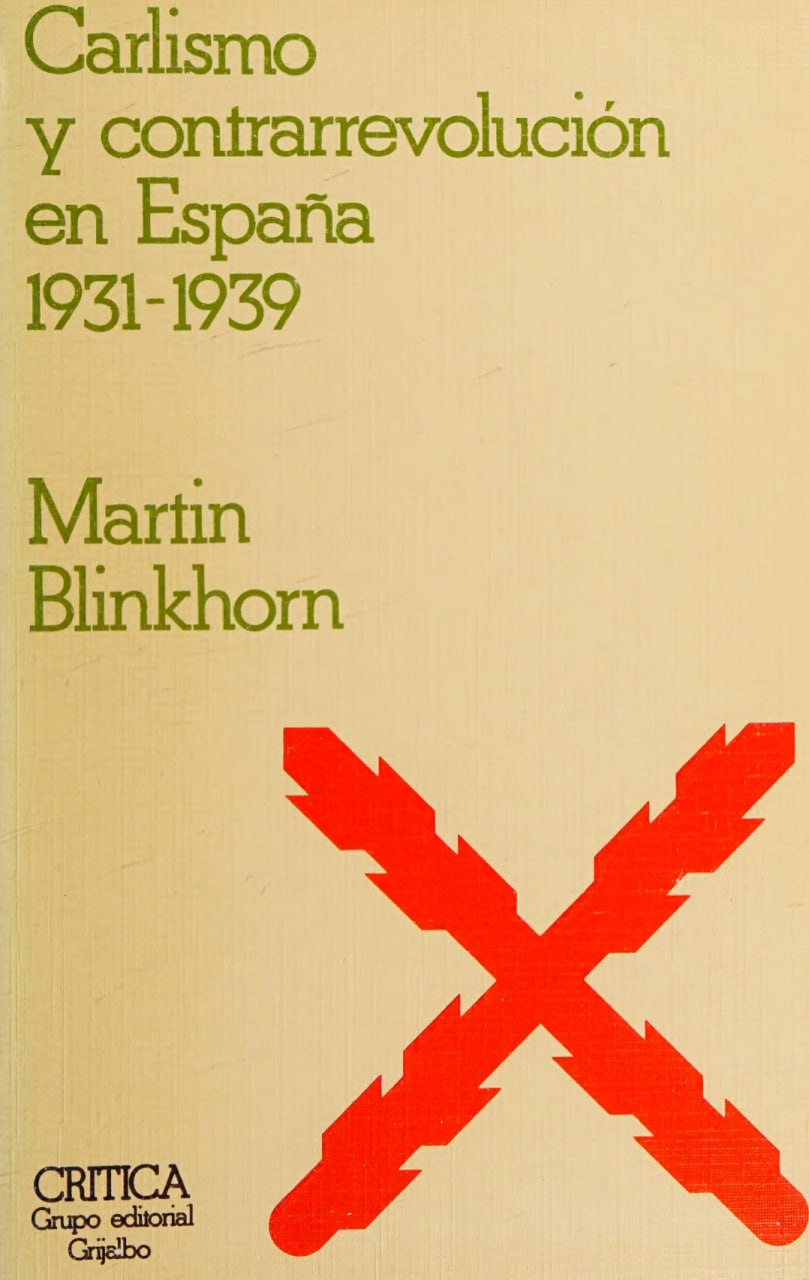 Carlismo
y contrarrevolución
en España
1931-1939
Martin
Blinkhorn
CRITICA
Grupo editorial
Grijalbo